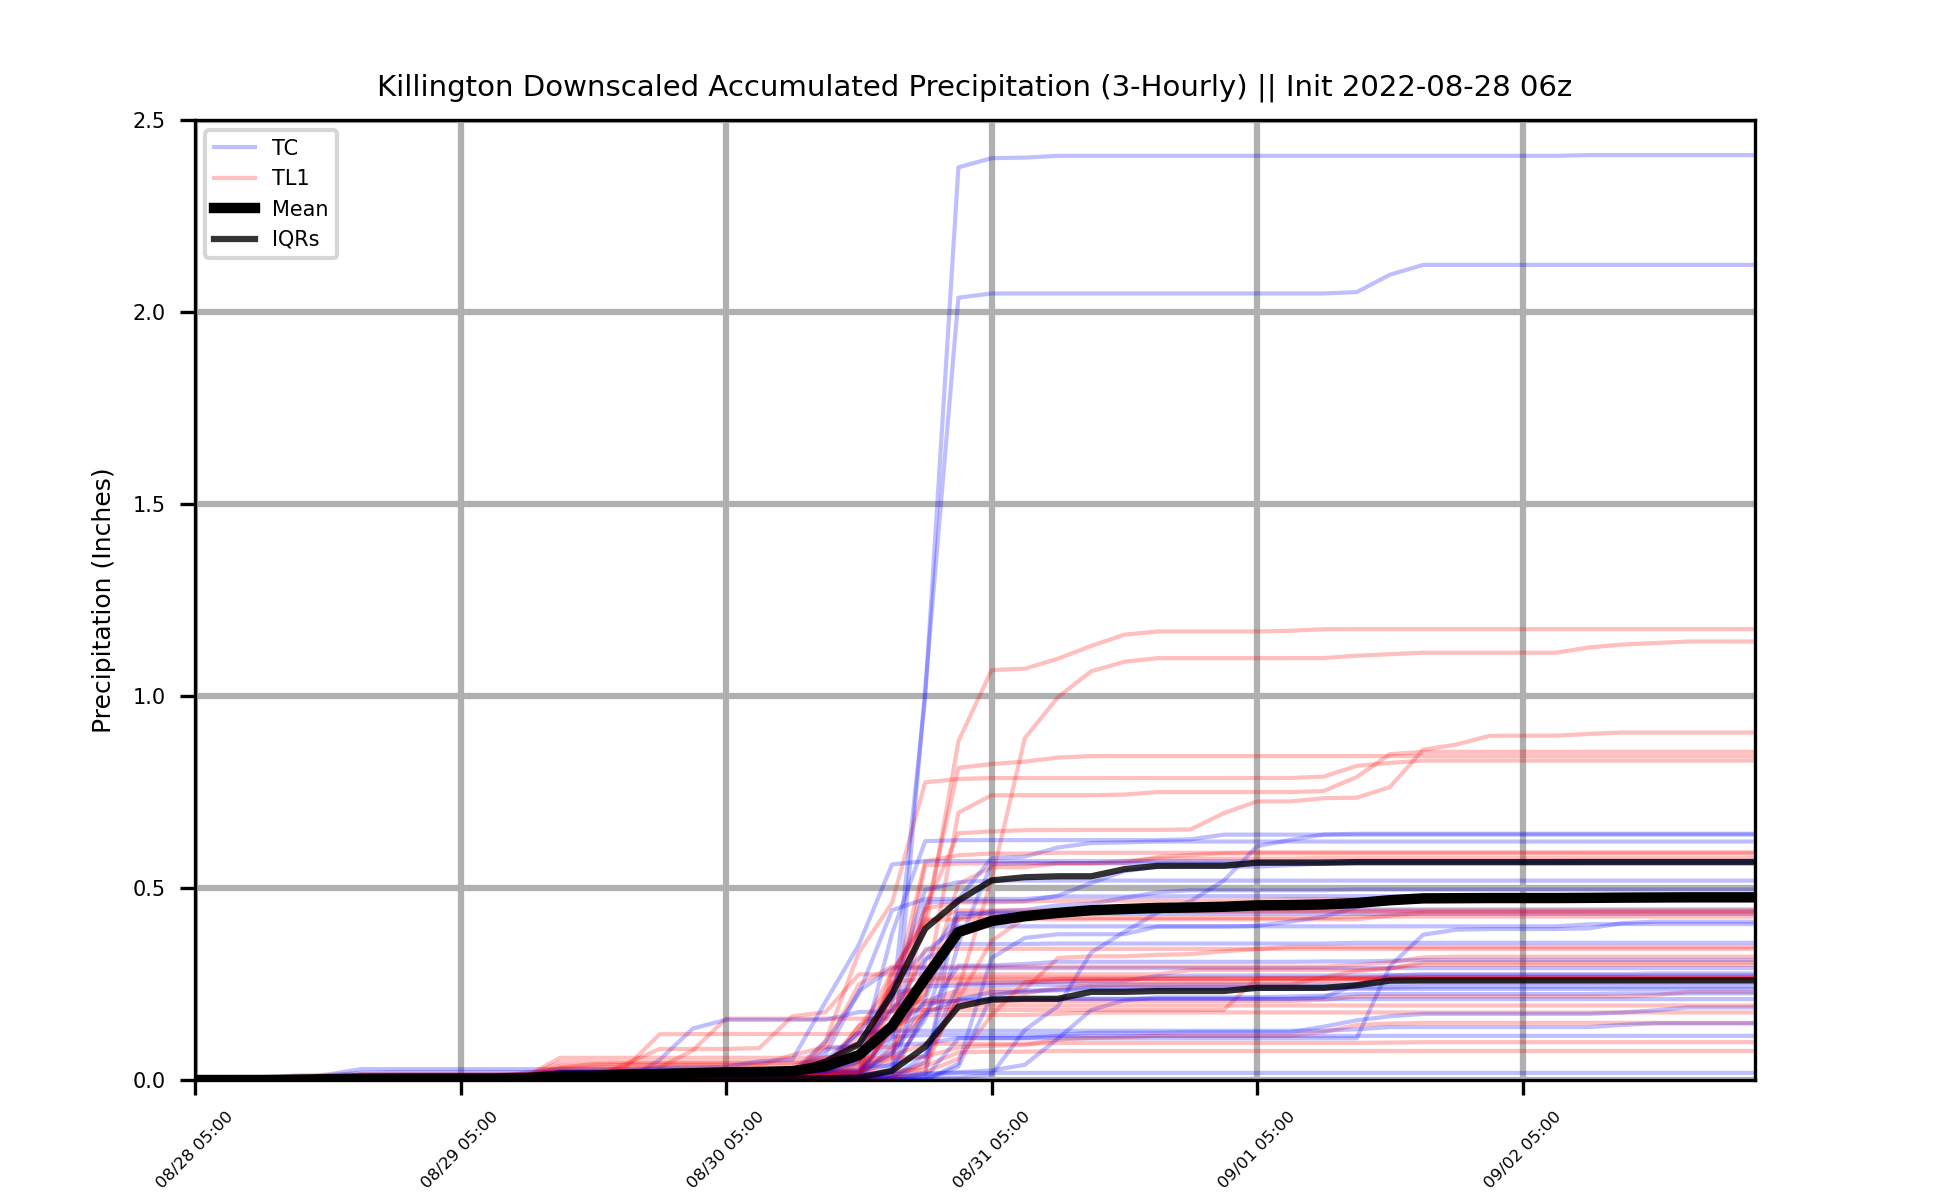 Killington Downscaled Accumulated Precipitation (3-Hourly) || Init 2022-08-28 06z
2.5
2.0
1.5
1.0
0.5
0.0
Precipitation (Inches)
TC
TL1
Mean
IQRs
08/28 05:00
08/29 05:00
08/30 05:00
08/31 05:00
09/01 05:00
09/02 05:00